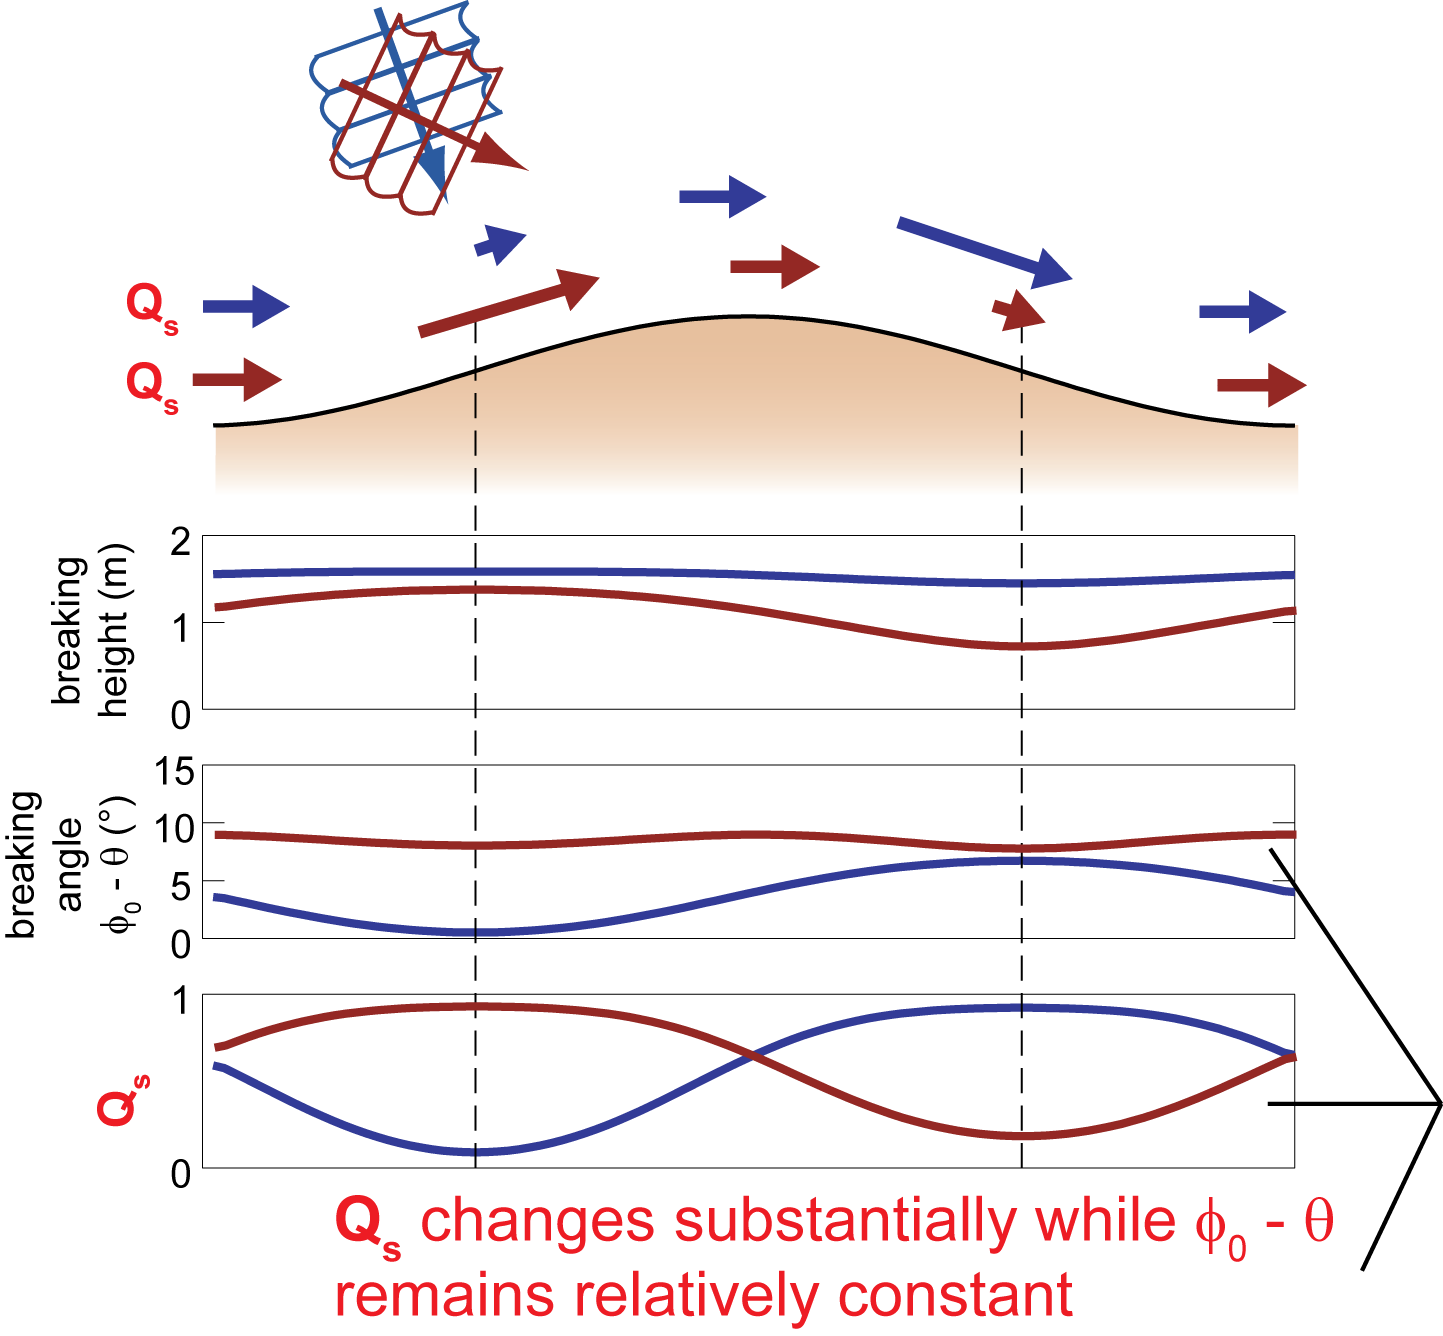 Qs
Qs
breaking
height (m)
2
1
0
breaking
angle
ϕ0 - θ (°)
15
10
5
0
Qs
1
0
Qs changes substantially while ϕ0 - θ
remains relatively constant